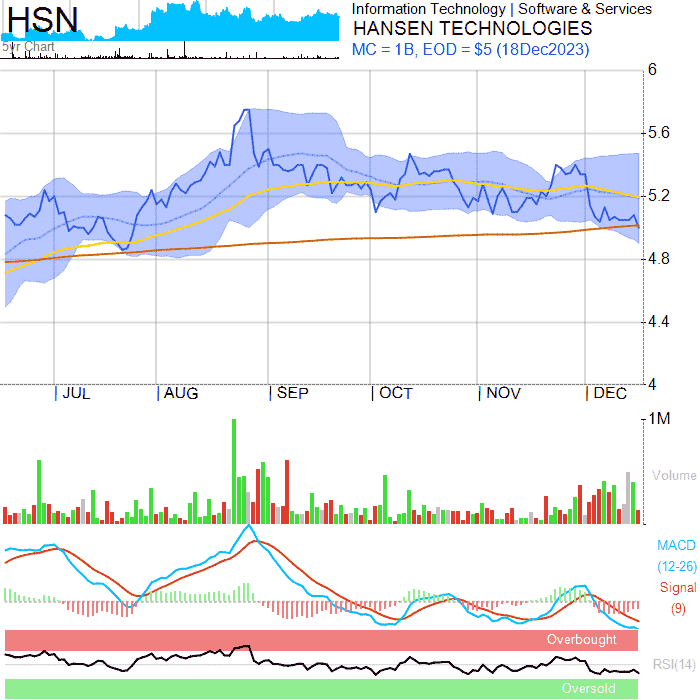 HSN
5yr Chart
Information Technology | Software & Services
HANSEN TECHNOLOGIES
MC = 1B, EOD = $5 (18Dec2023)
6
5.6
5.2
4.8
4.4
4
JUL AUG SEP OCT NOV DEC
1M
Volume
MACD
(12-26)
Signal
(9)
Overbought
RSI(14)
Oversold